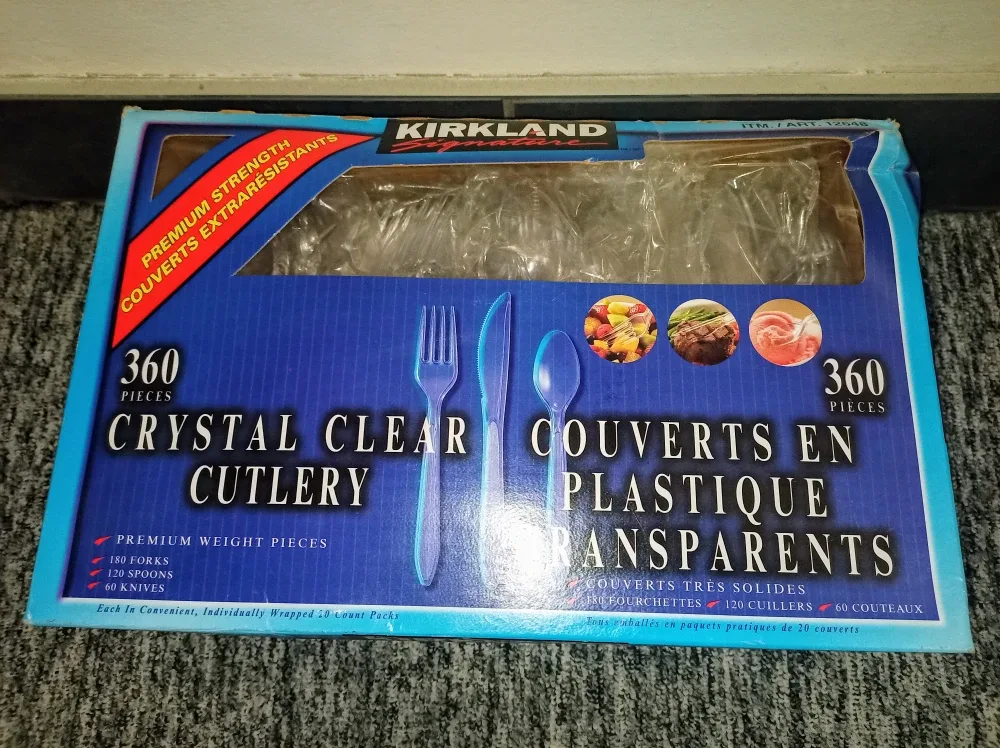 KIRKLAND
Signature
ITM. / ART. 12648
PREMIUM STRENGTH
COUVERTS EXTRARÉSISTANTS
360
PIECES
CRYSTAL CLEAR
CUTLERY
PREMIUM WEIGHT PIECES
180 FORKS
120 SPOONS
60 KNIVES
Each In Convenient, Individually Wrapped 20 Count Packs
360
PIÈCES
COUVERTS EN
PLASTIQUE
TRANSPARENTS
COUVERTS TRÈS SOLIDES
180 FOURCHETTES 120 CUILLERS 60 COUTEAUX
Tous emballés en paquets pratiques de 20 couverts